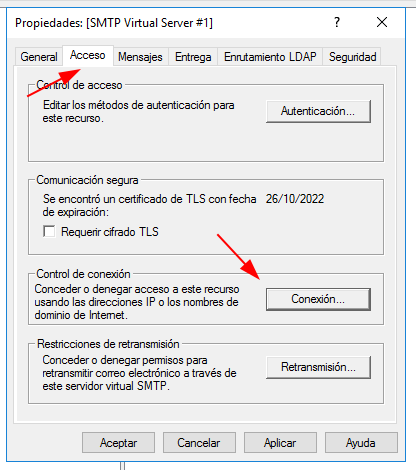 Propiedades: [SMTP Virtual Server #1]
General Acceso Mensajes Entrega Enrutamiento LDAP Seguridad
Control de acceso
Editar los métodos de autenticación para
este recurso.
Autenticación...
Comunicación segura
Se encontró un certificado de TLS con fecha
de expiración:
26/10/2022
Requerir cifrado TLS
Control de conexión
Conceder o denegar acceso a este recurso
usando las direcciones IP o los nombres de
dominio de Internet.
Conexión...
Restricciones de retransmisión
Conceder o denegar permisos para
retransmitir correo electrónico a través de
este servidor virtual SMTP.
Retransmisión...
Aceptar Cancelar Aplicar Ayuda